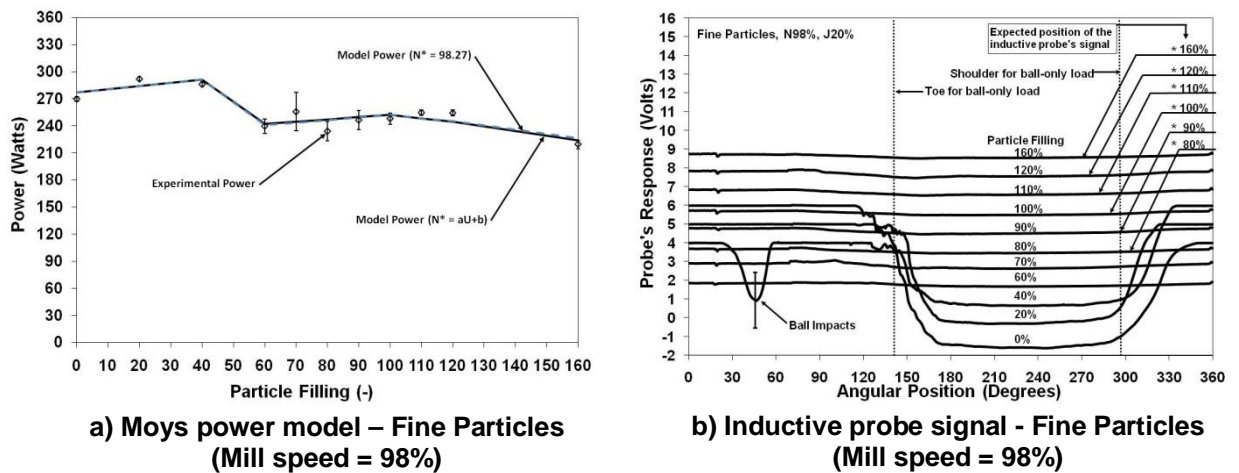 360
330
300
270
240
210
180
150
120
90
60
30
0
Power (Watts)
Model Power (N* = 98.27)
Experimental Power
Model Power (N* = aU+b)
0 10 20 30 40 50 60 70 80 90 100 110 120 130 140 150 160
Particle Filling (-)
a) Moys power model – Fine Particles
(Mill speed = 98%)
16
15
14
13
12
11
10
9
8
7
6
5
4
3
2
1
0
-1
-2
Probe's Response (Volts)
Fine Particles, N98%, J20%
Expected position of the
inductive probe's signal
Shoulder for ball-only load
Toe for ball-only load
* 160%
* 120%
* 110%
* 100%
* 90%
* 80%
Particle Filling
160%
120%
110%
100%
90%
80%
70%
60%
40%
20%
0%
Ball Impacts
0 30 60 90 120 150 180 210 240 270 300 330 360
Angular Position (Degrees)
b) Inductive probe signal - Fine Particles
(Mill speed = 98%)